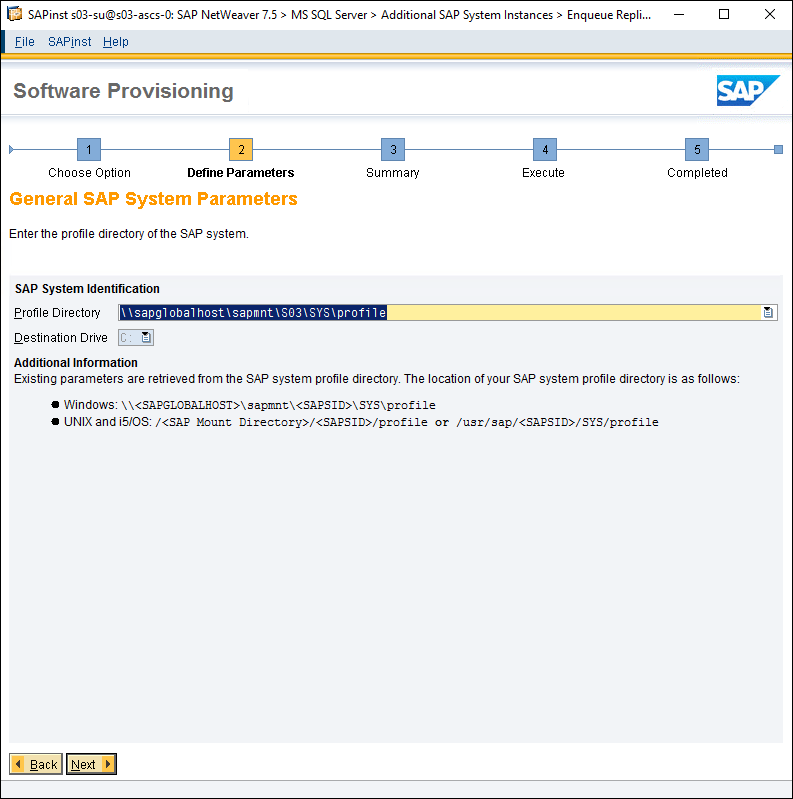 SAPinst s03-su@s03-ascs-0: SAP NetWeaver 7.5 > MS SQL Server > Additional SAP System Instances > Enqueue Repli...
File SAPinst Help
Software Provisioning
SAP
1 2 3 4 5
Choose Option Define Parameters Summary Execute Completed
General SAP System Parameters
Enter the profile directory of the SAP system.
SAP System Identification
Profile Directory \\sapglobalhost\sapmnt\S03\SYS\profile
Destination Drive C:
Additional Information
Existing parameters are retrieved from the SAP system profile directory. The location of your SAP system profile directory is as follows:
● Windows: \\<SAPGLOBALHOST>\sapmnt\<SAPSID>\SYS\profile
● UNIX and i5/OS: /<SAP Mount Directory>/<SAPSID>/profile or /usr/sap/<SAPSID>/SYS/profile
Back Next